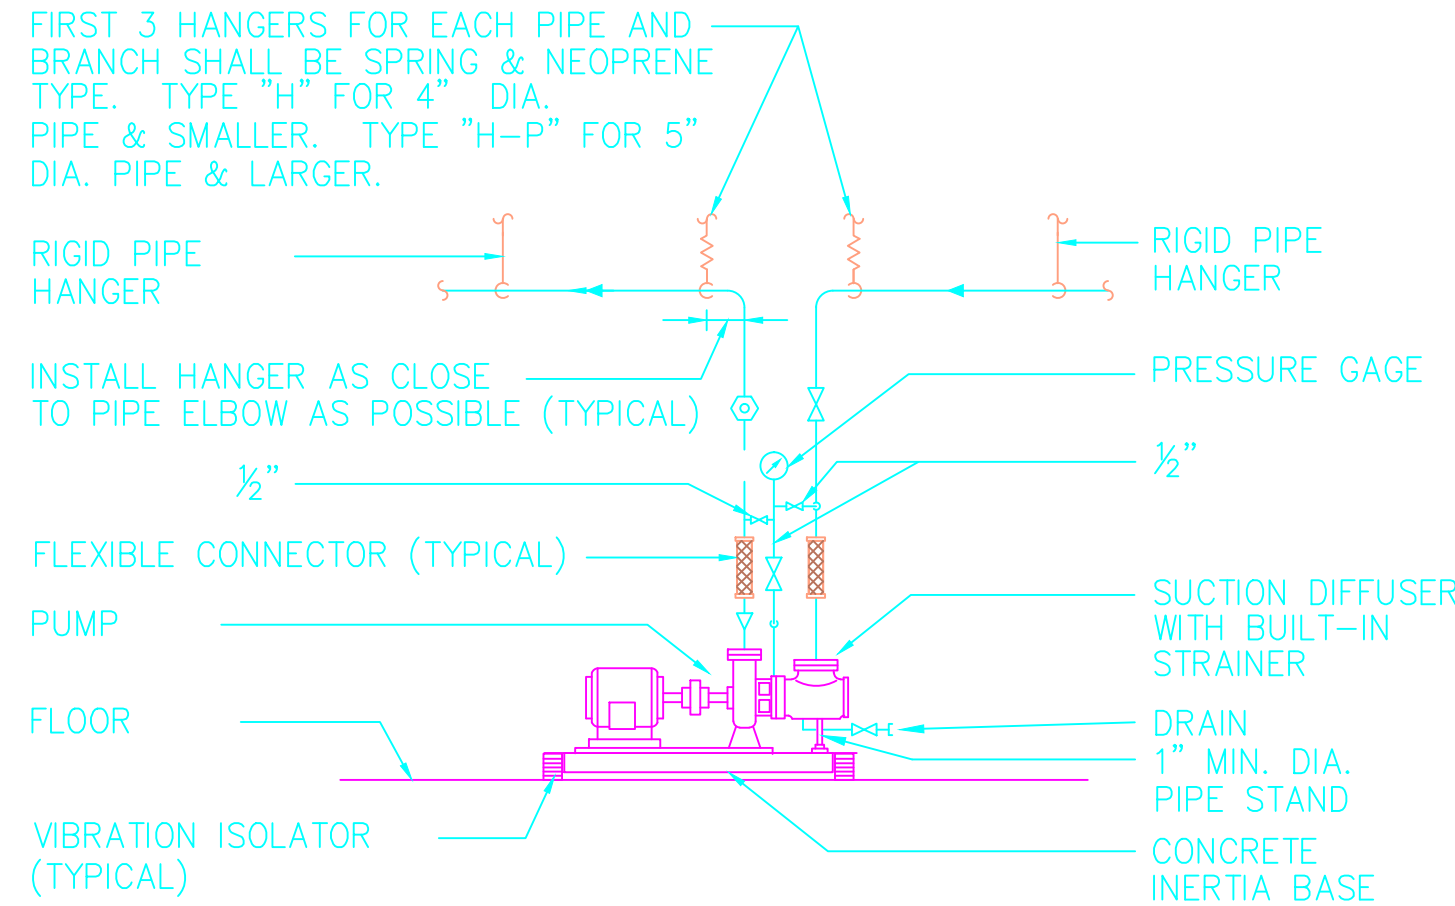 FIRST 3 HANGERS FOR EACH PIPE AND
BRANCH SHALL BE SPRING & NEOPRENE
TYPE. TYPE "H" FOR 4" DIA.
PIPE & SMALLER. TYPE "H-P" FOR 5"
DIA. PIPE & LARGER.
RIGID PIPE
HANGER
INSTALL HANGER AS CLOSE
TO PIPE ELBOW AS POSSIBLE (TYPICAL)
½"
FLEXIBLE CONNECTOR (TYPICAL)
PUMP
FLOOR
VIBRATION ISOLATOR
(TYPICAL)
RIGID PIPE
HANGER
PRESSURE GAGE
½"
SUCTION DIFFUSER
WITH BUILT-IN
STRAINER
DRAIN
1" MIN. DIA.
PIPE STAND
CONCRETE
INERTIA BASE